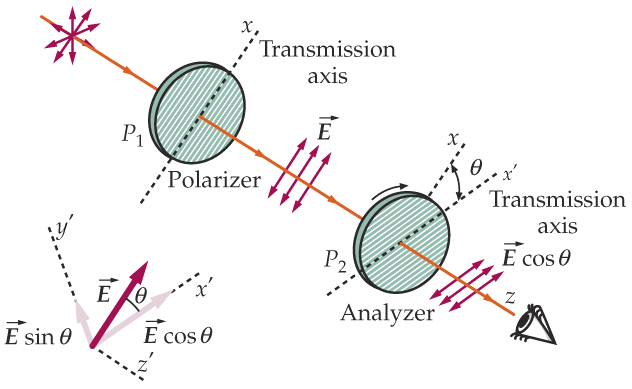 x
Transmission
axis
P₁
E⃗
Polarizer
x
θ
x′
Transmission
axis
P₂
E⃗ cos θ
Analyzer
z
y′
E⃗
θ
x′
E⃗ sin θ
E⃗ cos θ
z′